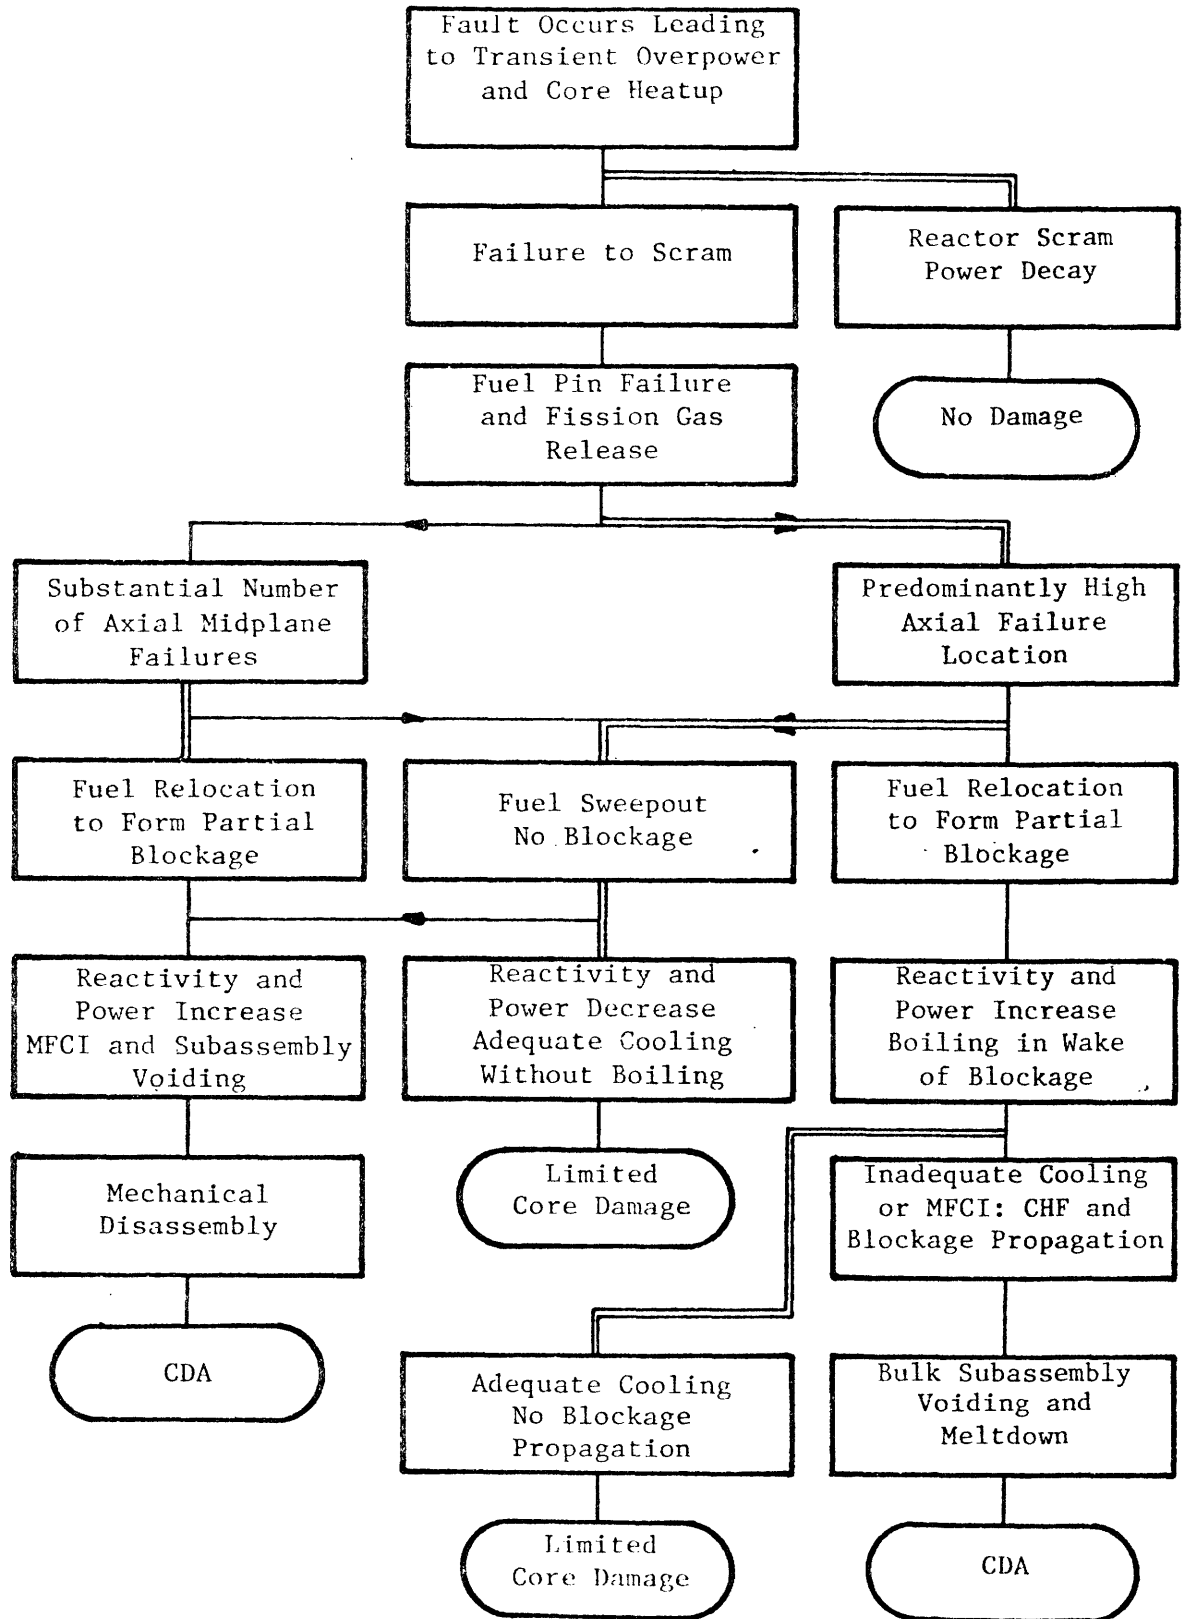 Fault Occurs Leading
to Transient Overpower
and Core Heatup
Failure to Scram
Reactor Scram
Power Decay
Fuel Pin Failure
and Fission Gas
Release
No Damage
Substantial Number
of Axial Midplane
Failures
Predominantly High
Axial Failure
Location
Fuel Relocation
to Form Partial
Blockage
Fuel Sweepout
No Blockage
Fuel Relocation
to Form Partial
Blockage
Reactivity and
Power Increase
MFCI and Subassembly
Voiding
Reactivity and
Power Decrease
Adequate Cooling
Without Boiling
Reactivity and
Power Increase
Boiling in Wake
of Blockage
Mechanical
Disassembly
Limited
Core Damage
Inadequate Cooling
or MFCI: CHF and
Blockage Propagation
CDA
Adequate Cooling
No Blockage
Propagation
Bulk Subassembly
Voiding and
Meltdown
Limited
Core Damage
CDA